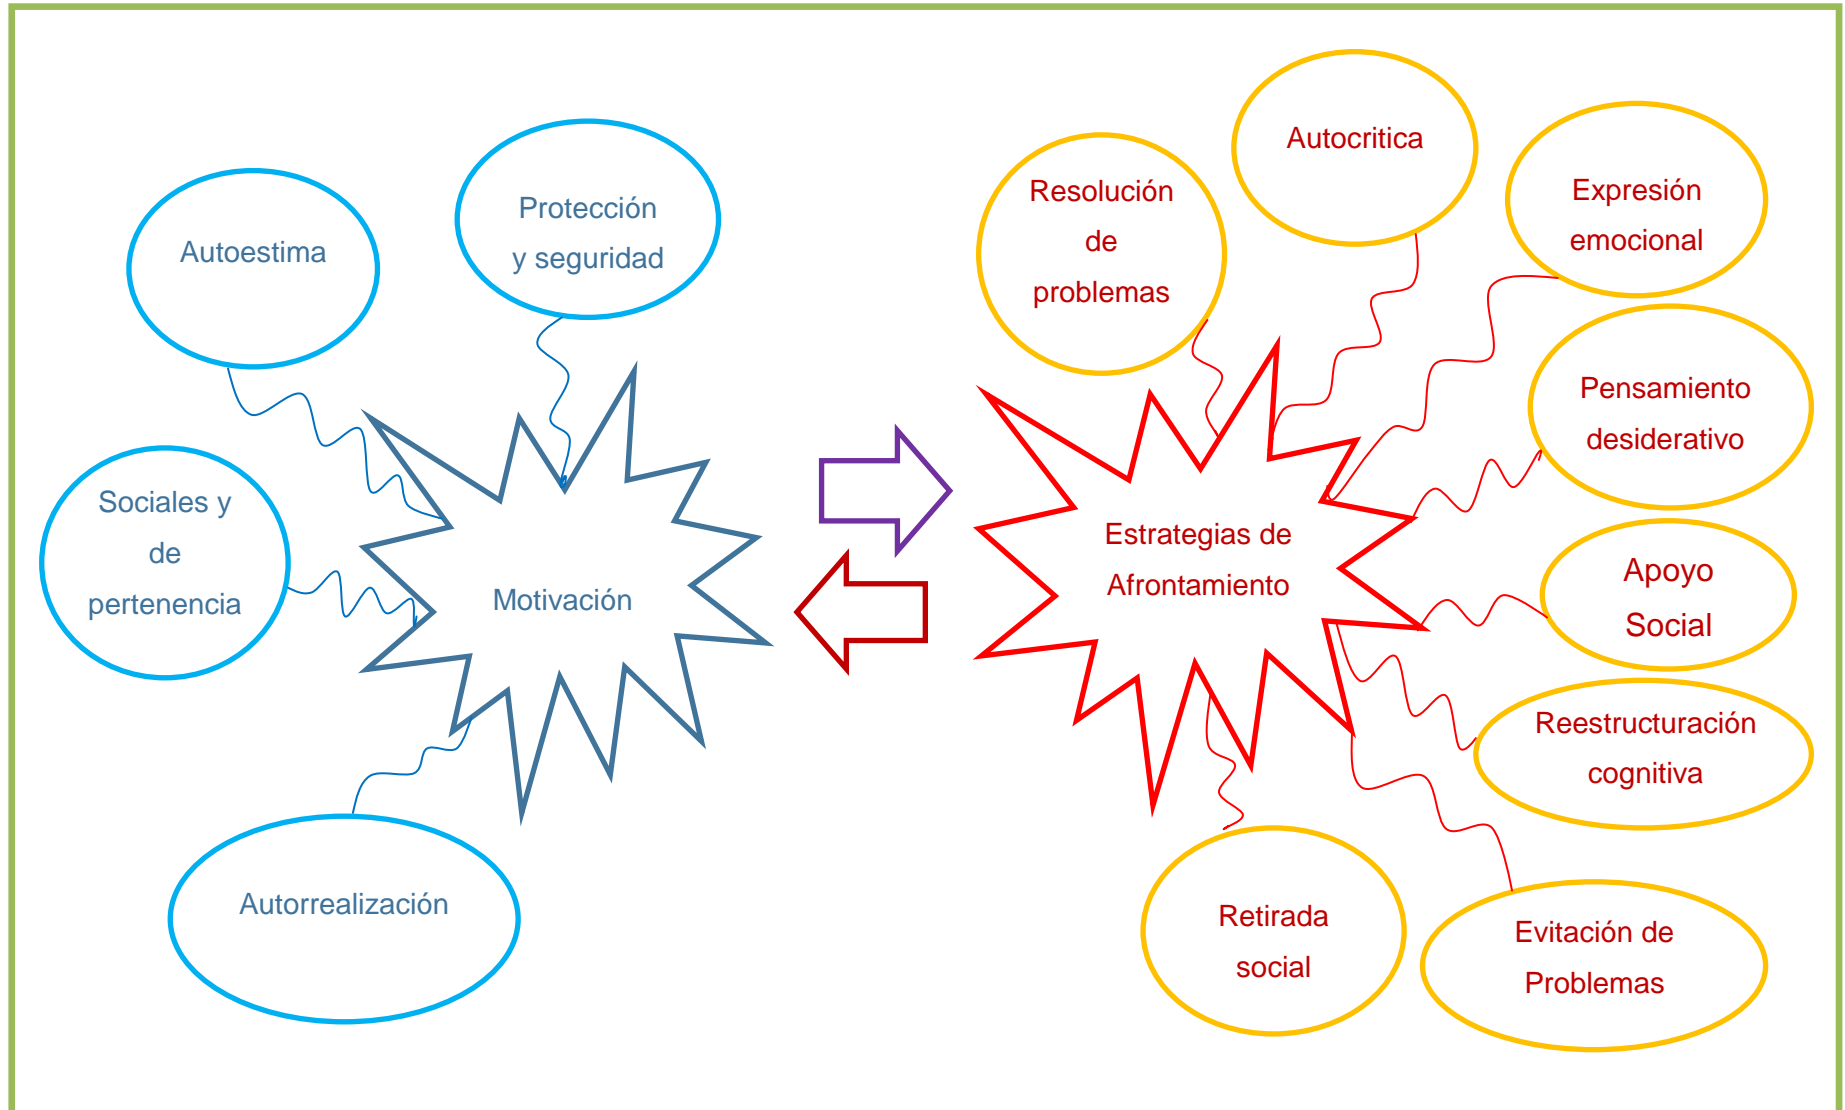 Autoestima
Protección
y seguridad
Sociales y
de
pertenencia
Motivación
Autorrealización
Resolución
de
problemas
Autocritica
Expresión
emocional
Pensamiento
desiderativo
Estrategias de
Afrontamiento
Apoyo
Social
Reestructuración
cognitiva
Evitación de
Problemas
Retirada
social